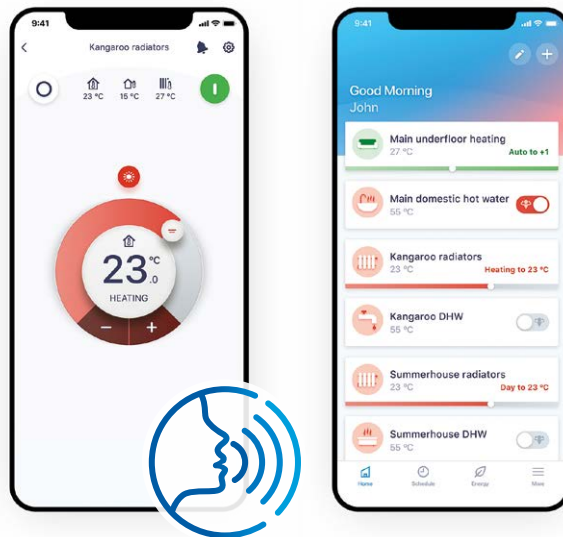 9:41
Kangaroo radiators
23 °C
15 °C
27 °C
23.0 °C
HEATING
− +
9:41
Good Morning
John
Main underfloor heating
27 °C
Auto to +1
Main domestic hot water
55 °C
Kangaroo radiators
23 °C
Heating to 23 °C
Kangaroo DHW
55 °C
Summerhouse radiators
23 °C
Day to 23 °C
Summerhouse DHW
55 °C
Home Schedule Energy More